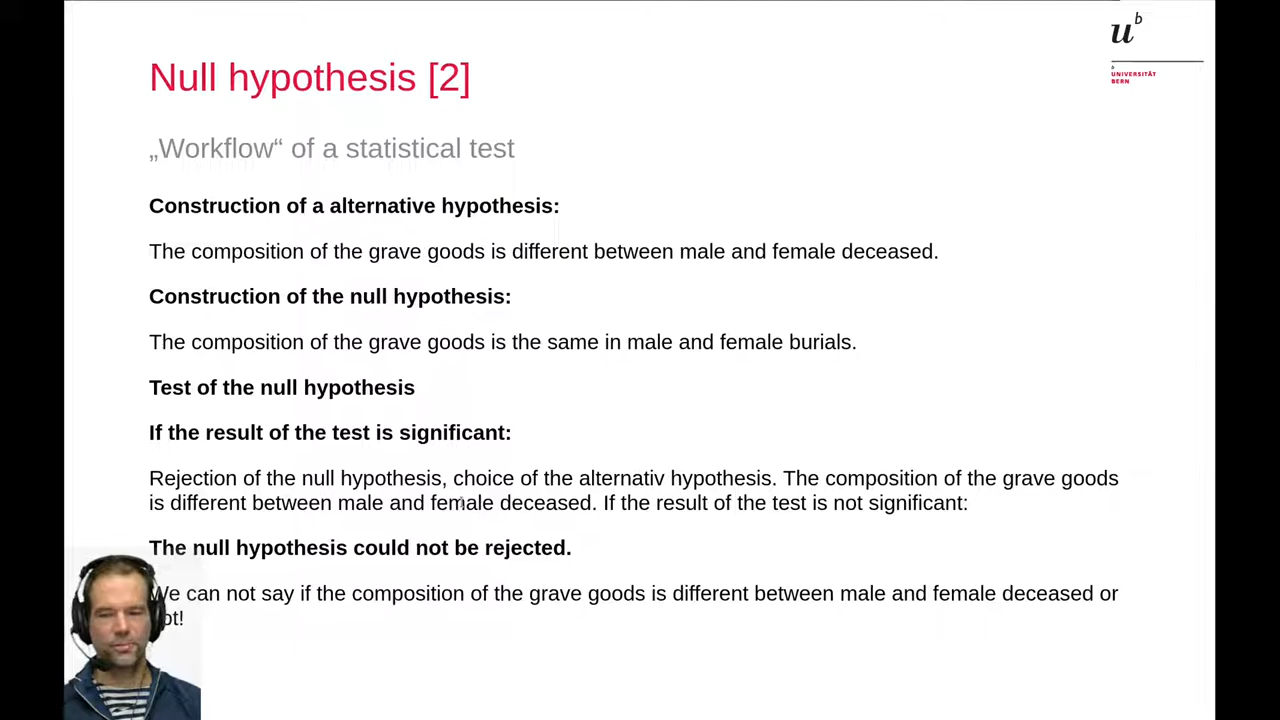 u^b
b
UNIVERSITÄT
BERN
Null hypothesis [2]
„Workflow“ of a statistical test
Construction of a alternative hypothesis:
The composition of the grave goods is different between male and female deceased.
Construction of the null hypothesis:
The composition of the grave goods is the same in male and female burials.
Test of the null hypothesis
If the result of the test is significant:
Rejection of the null hypothesis, choice of the alternativ hypothesis. The composition of the grave goods
is different between male and female deceased. If the result of the test is not significant:
The null hypothesis could not be rejected.
We can not say if the composition of the grave goods is different between male and female deceased or
ot!